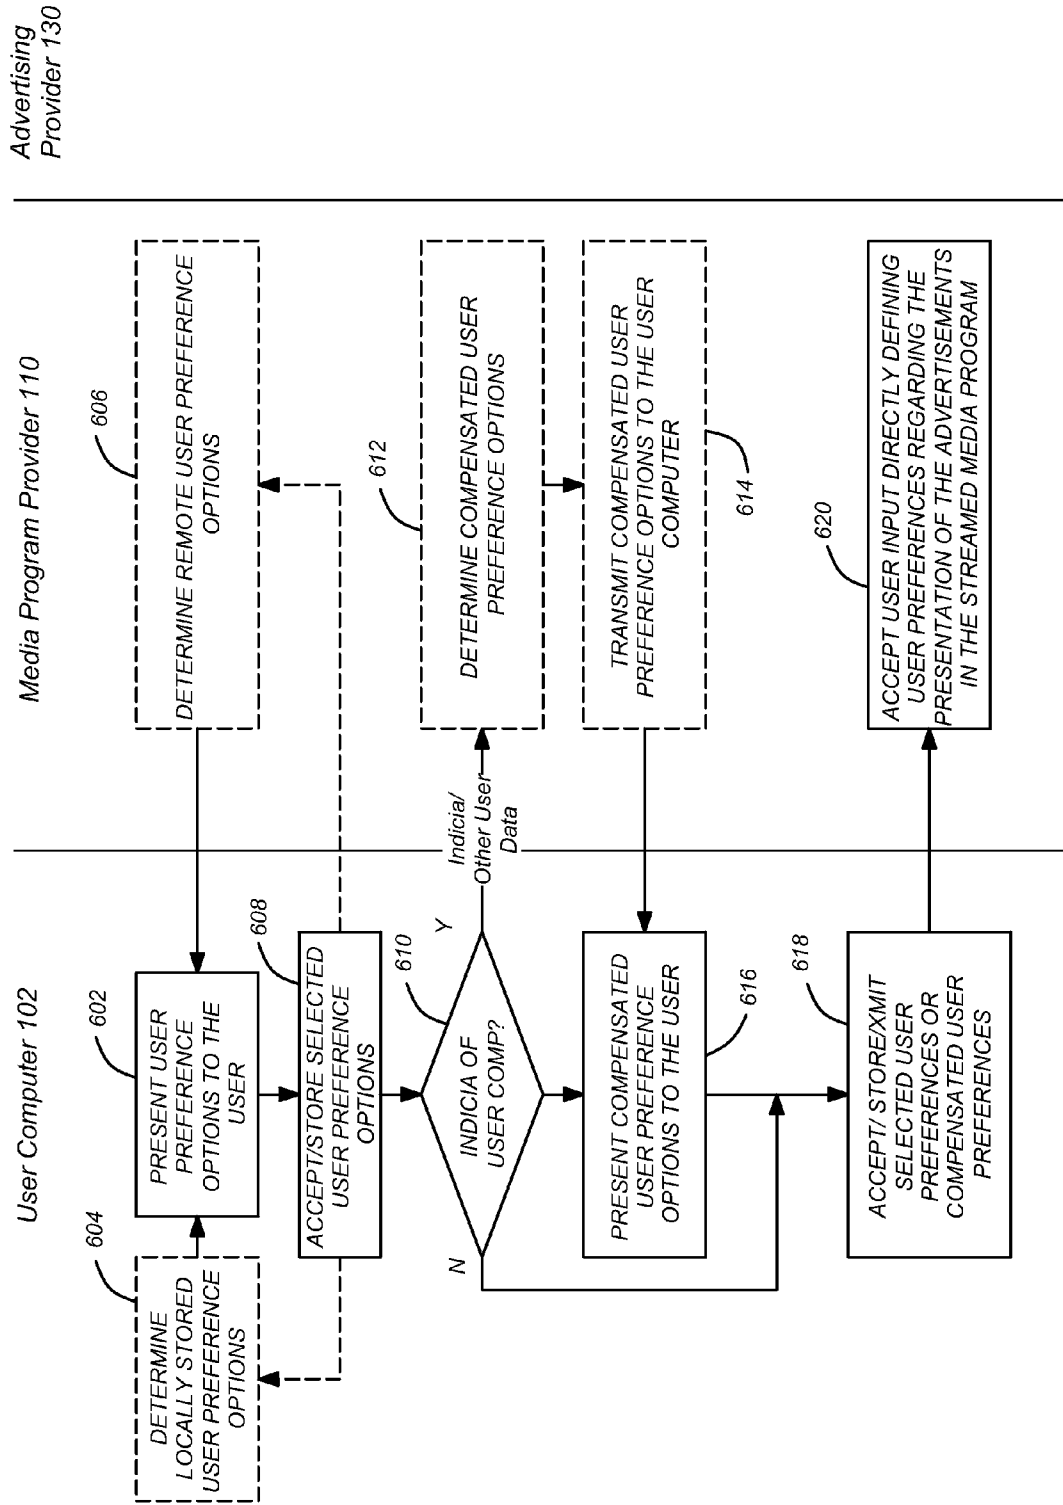 User Computer 102
Media Program Provider 110
Advertising
Provider 130
604
DETERMINE
LOCALLY STORED
USER PREFERENCE
OPTIONS
602
PRESENT USER
PREFERENCE
OPTIONS TO THE
USER
606
DETERMINE REMOTE USER PREFERENCE
OPTIONS
608
ACCEPT/STORE SELECTED
USER PREFERENCE
OPTIONS
610
INDICIA OF
USER COMP?
N
Y
Indicia/
Other User
Data
612
DETERMINE COMPENSATED USER
PREFERENCE OPTIONS
TRANSMIT COMPENSATED USER
PREFERENCE OPTIONS TO THE USER
COMPUTER
614
PRESENT COMPENSATED
USER PREFERENCE
OPTIONS TO THE USER
616
618
ACCEPT/ STORE/XMIT
SELECTED USER
PREFERENCES OR
COMPENSATED USER
PREFERENCES
620
ACCEPT USER INPUT DIRECTLY DEFINING
USER PREFERENCES REGARDING THE
PRESENTATION OF THE ADVERTISEMENTS
IN THE STREAMED MEDIA PROGRAM